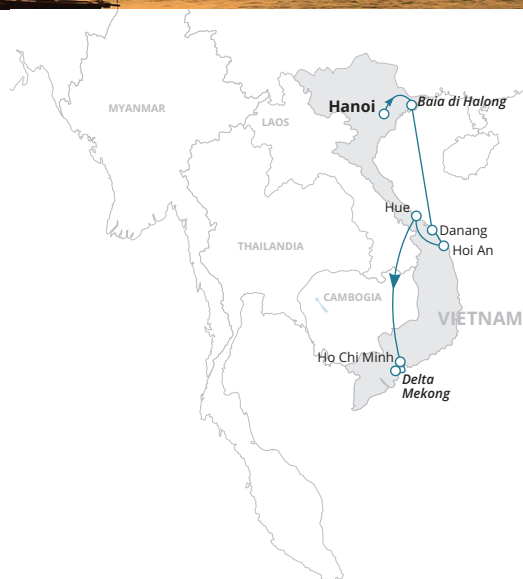 MYANMAR
Hanoi
Baia di Halong
LAOS
Hue
Danang
Hoi An
THAILANDIA
CAMBOGIA
VIETNAM
Ho Chi Minh
Delta
Mekong